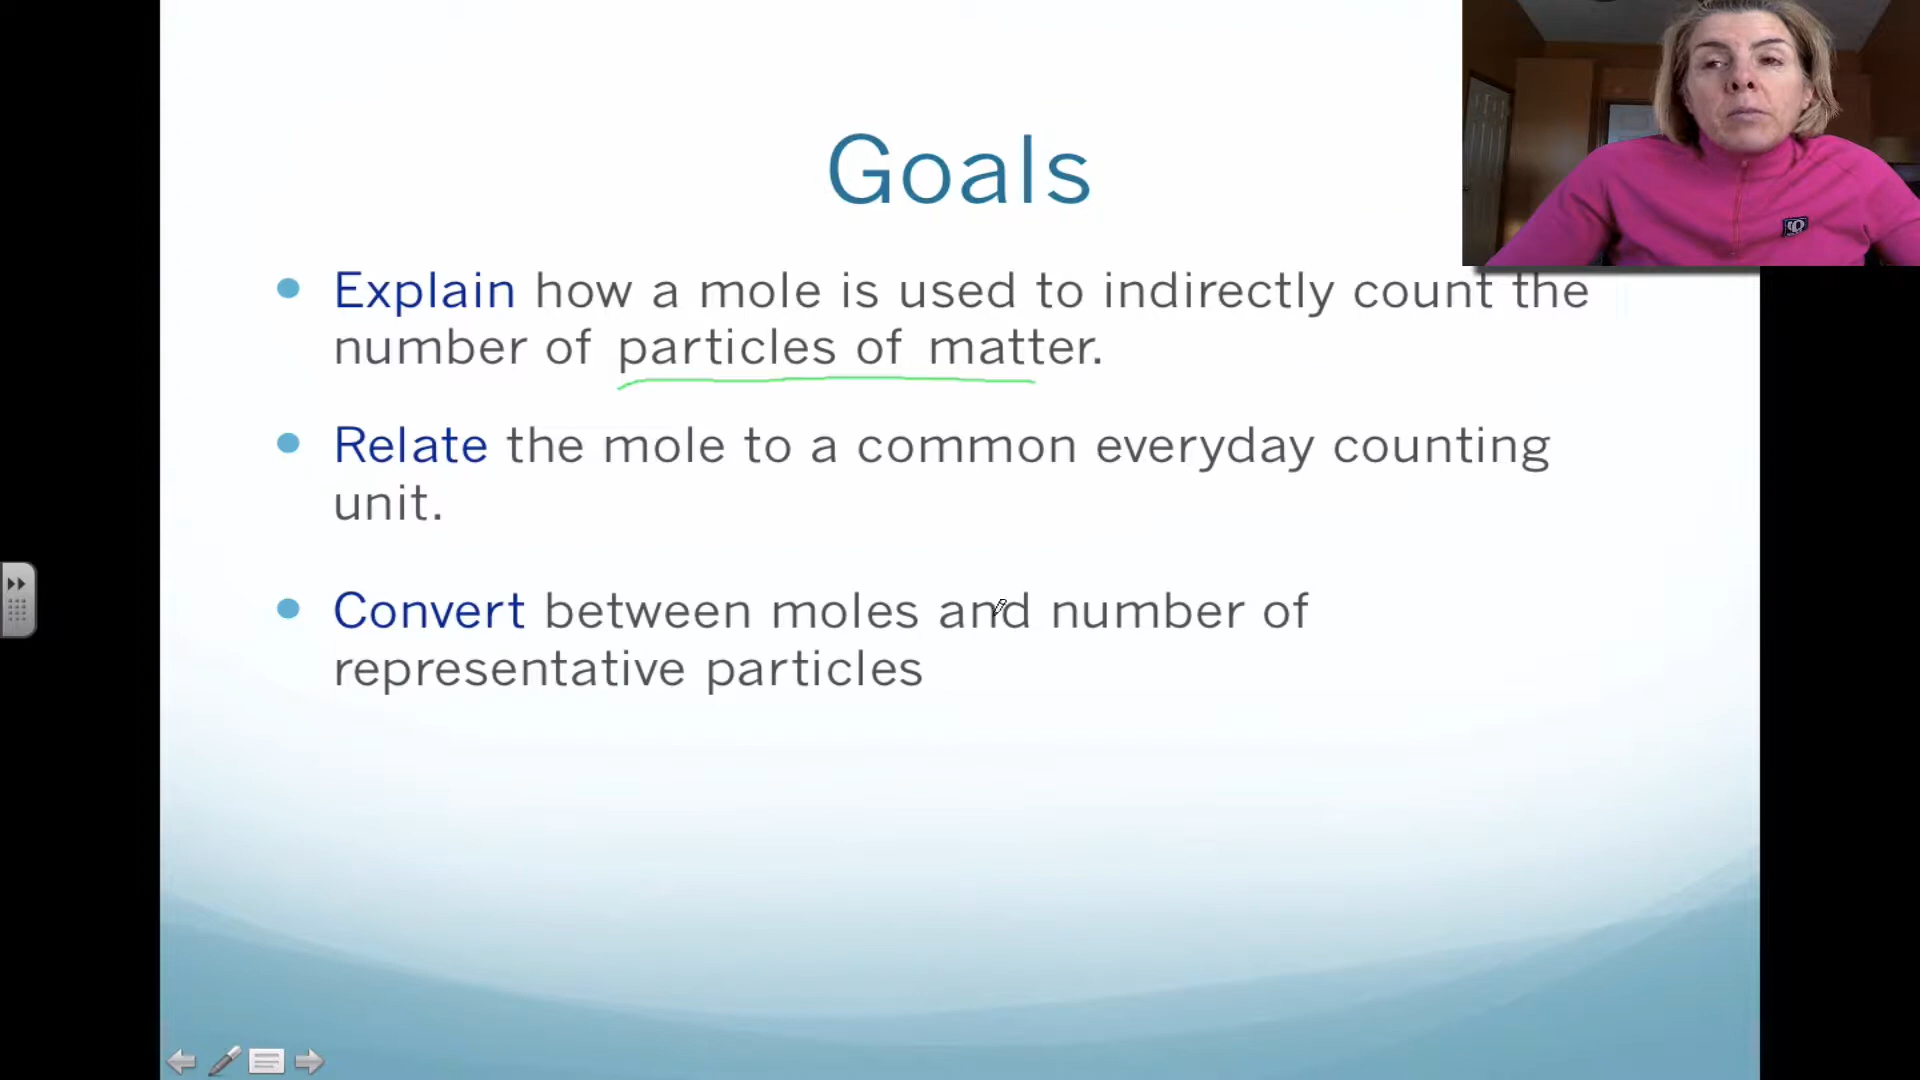 Goals
• Explain how a mole is used to indirectly count the
number of particles of matter.
• Relate the mole to a common everyday counting
unit.
• Convert between moles and number of
representative particles